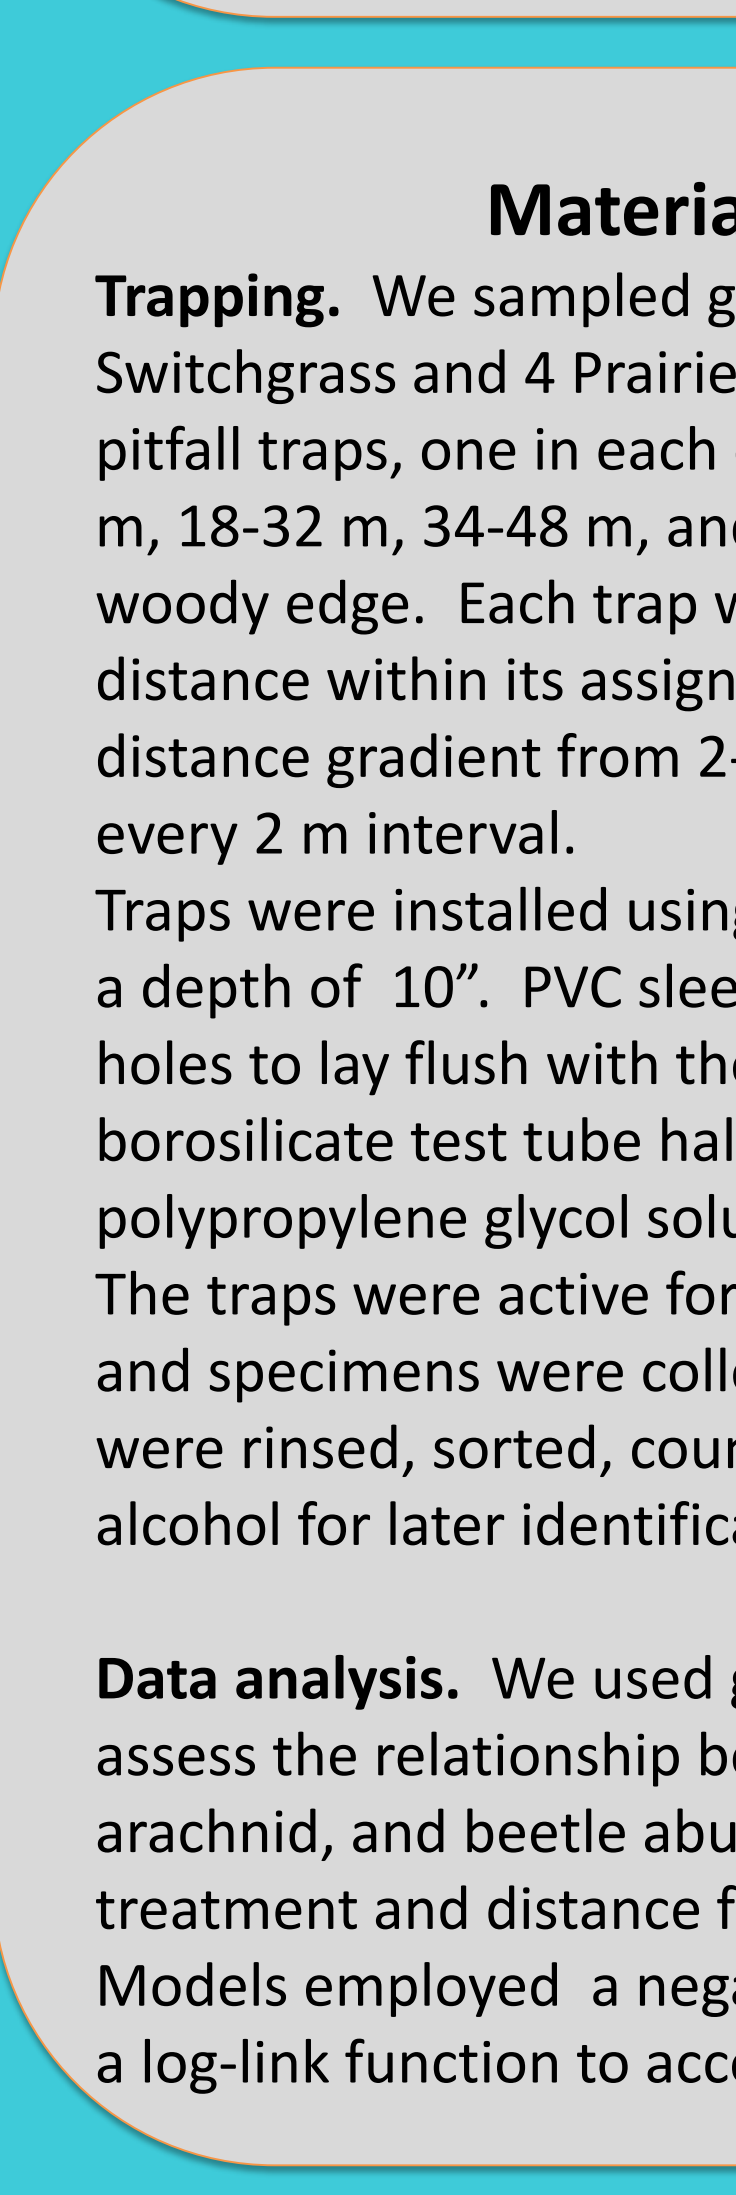 Materia
Trapping. We sampled g
Switchgrass and 4 Prairie
pitfall traps, one in each
m, 18-32 m, 34-48 m, and
woody edge. Each trap w
distance within its assign
distance gradient from 2-
every 2 m interval.
Traps were installed using
a depth of 10”. PVC slee
holes to lay flush with the
borosilicate test tube hal
polypropylene glycol solu
The traps were active for
and specimens were colle
were rinsed, sorted, coun
alcohol for later identifica
Data analysis. We used g
assess the relationship be
arachnid, and beetle abu
treatment and distance f
Models employed a nega
a log-link function to acco